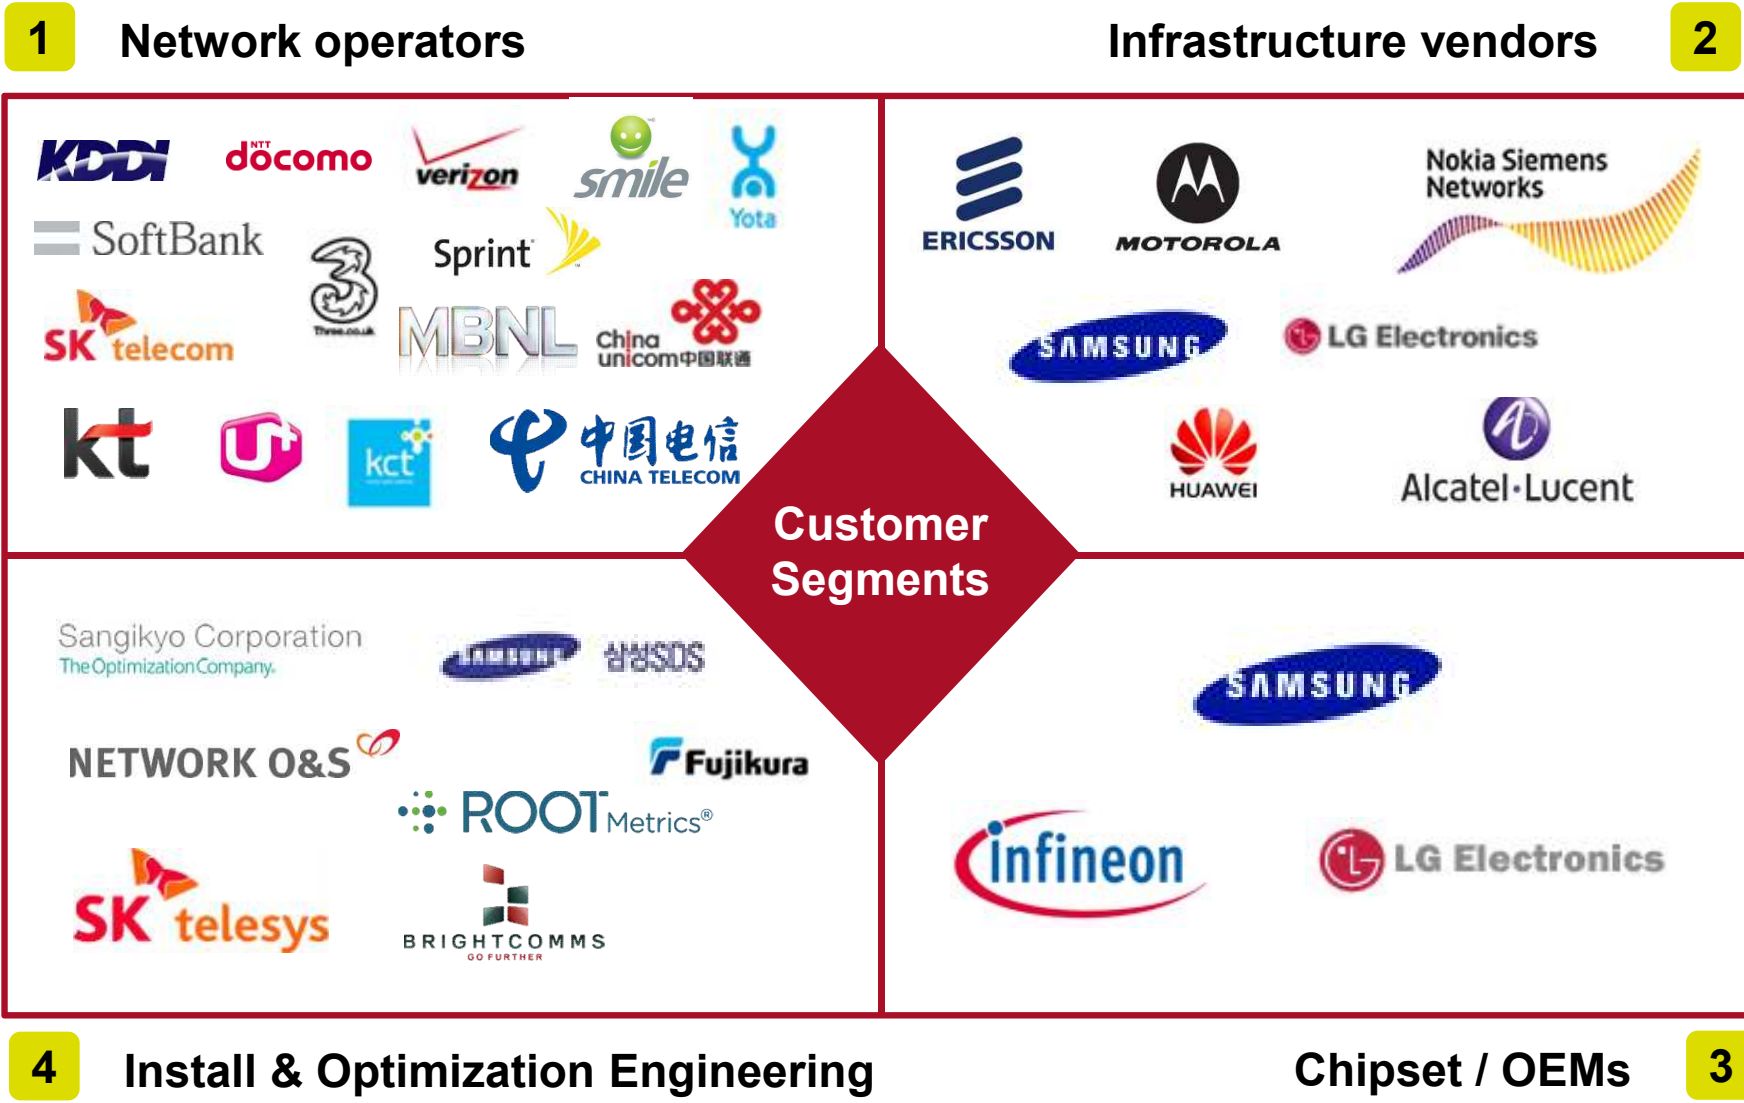 1 Network operators
Infrastructure vendors 2
KDDI
NTT
döcomo
verizon
smile
Yota
SoftBank
3
Three.co.uk
Sprint
SK telecom
MBNL
China
unicom中国联通
kt
U+
kct
中国电信
CHINA TELECOM
ERICSSON
MOTOROLA
Nokia Siemens
Networks
SAMSUNG
LG Electronics
HUAWEI
Alcatel·Lucent
Customer
Segments
Sangikyo Corporation
The Optimization Company.
SAMSUNG 삼성SDS
NETWORK O&S
Fujikura
ROOT Metrics®
SK telesys
BRIGHTCOMMS
GO FURTHER
SAMSUNG
infineon
LG Electronics
4 Install & Optimization Engineering
Chipset / OEMs 3